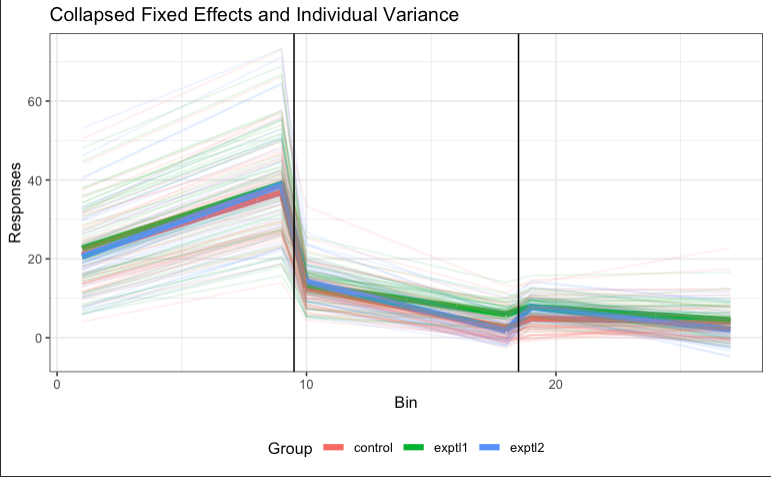 Collapsed Fixed Effects and Individual Variance
Responses
60
40
20
0
0 10 20
Bin
Group control exptl1 exptl2